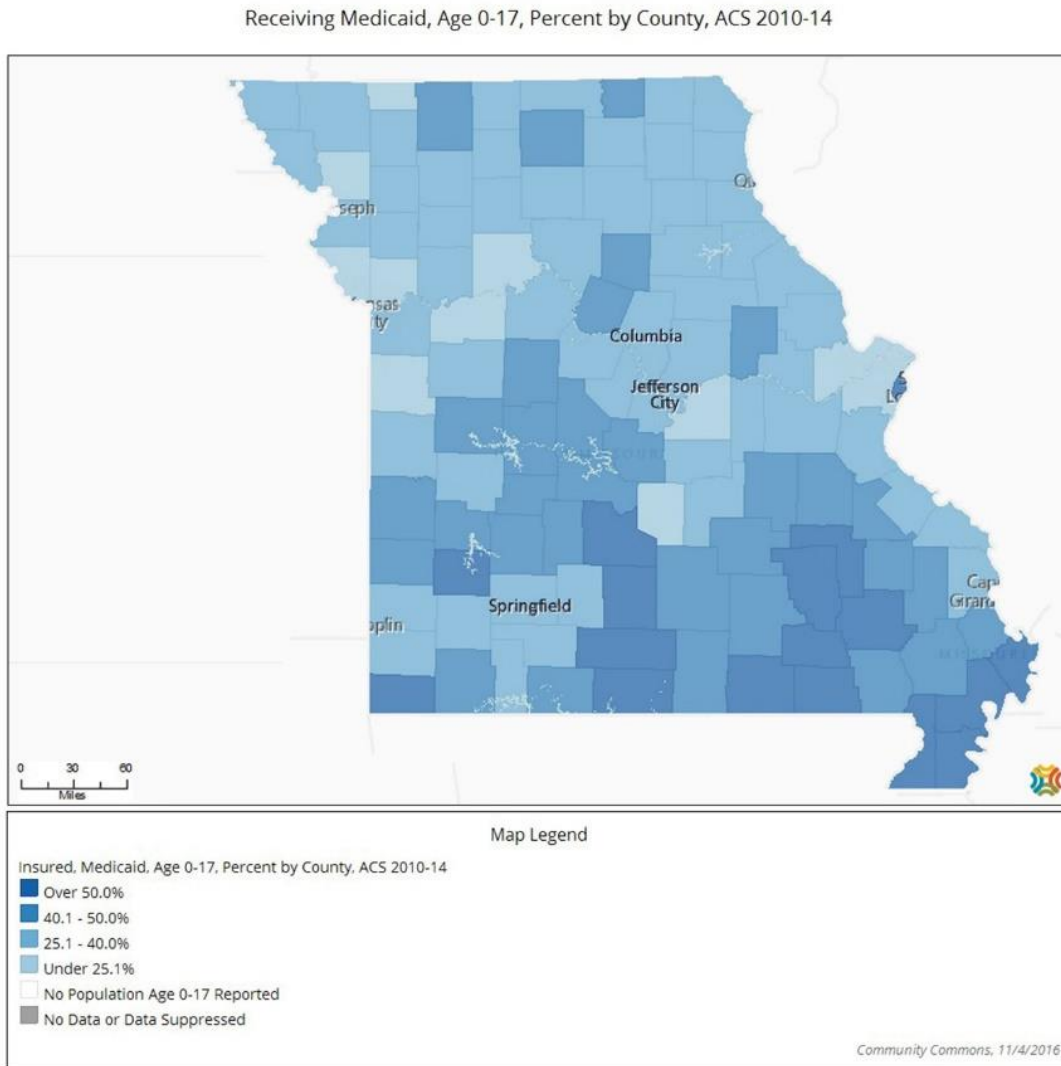 Receiving Medicaid, Age 0-17, Percent by County, ACS 2010-14
seph
Columbia
Jefferson
City
Springfield
oplin
Cap
Girard
MISSOURI
0 30 60
Miles
Map Legend
Insured, Medicaid, Age 0-17, Percent by County, ACS 2010-14
Over 50.0%
40.1 - 50.0%
25.1 - 40.0%
Under 25.1%
No Population Age 0-17 Reported
No Data or Data Suppressed
Community Commons, 11/4/2016